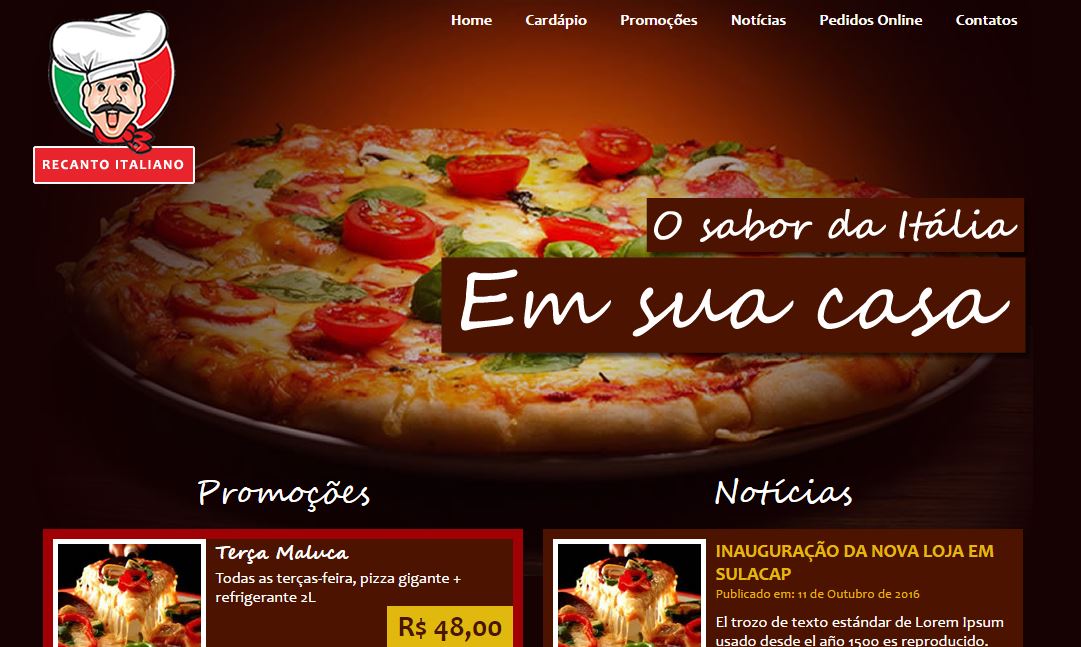 Home Cardápio Promoções Notícias Pedidos Online Contatos
RECANTO ITALIANO
O sabor da Itália
Em sua casa
Promoções
Terça Maluca
Todas as terças-feira, pizza gigante +
refrigerante 2L
R$ 48,00
Notícias
INAUGURAÇÃO DA NOVA LOJA EM
SULACAP
Publicado em: 11 de Outubro de 2016
El trozo de texto estándar de Lorem Ipsum
usado desde el año 1500 es reproducido.